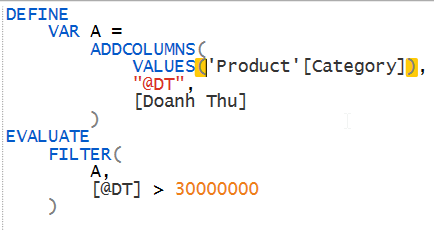 DEFINE
VAR A =
ADDCOLUMNS(
VALUES('Product'[Category]),
"@DT",
[Doanh Thu]
)
EVALUATE
FILTER(
A,
[@DT] > 30000000
)